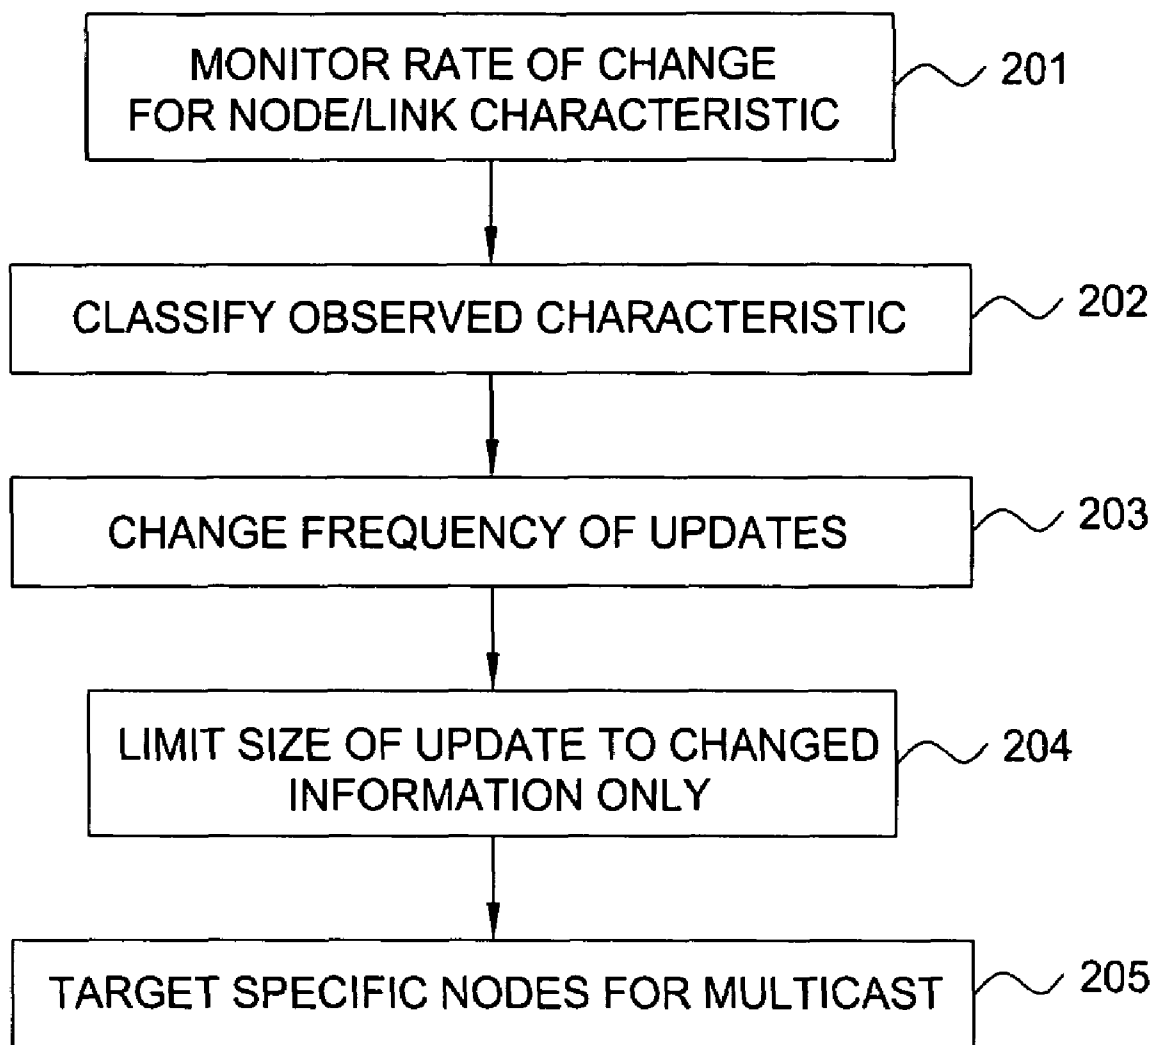 MONITOR RATE OF CHANGE
FOR NODE/LINK CHARACTERISTIC
201
CLASSIFY OBSERVED CHARACTERISTIC
202
CHANGE FREQUENCY OF UPDATES
203
LIMIT SIZE OF UPDATE TO CHANGED
INFORMATION ONLY
204
TARGET SPECIFIC NODES FOR MULTICAST
205